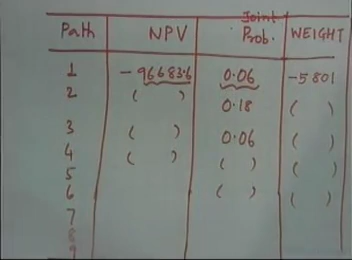 Path NPV Joint Prob. WEIGHT
1 -96683.6 0.06 -5801
2 ( ) 0.18 ( )
3 ( ) 0.06 ( )
4 ( ) ( ) ( )
5 ( ) ( )
6
7
8
9